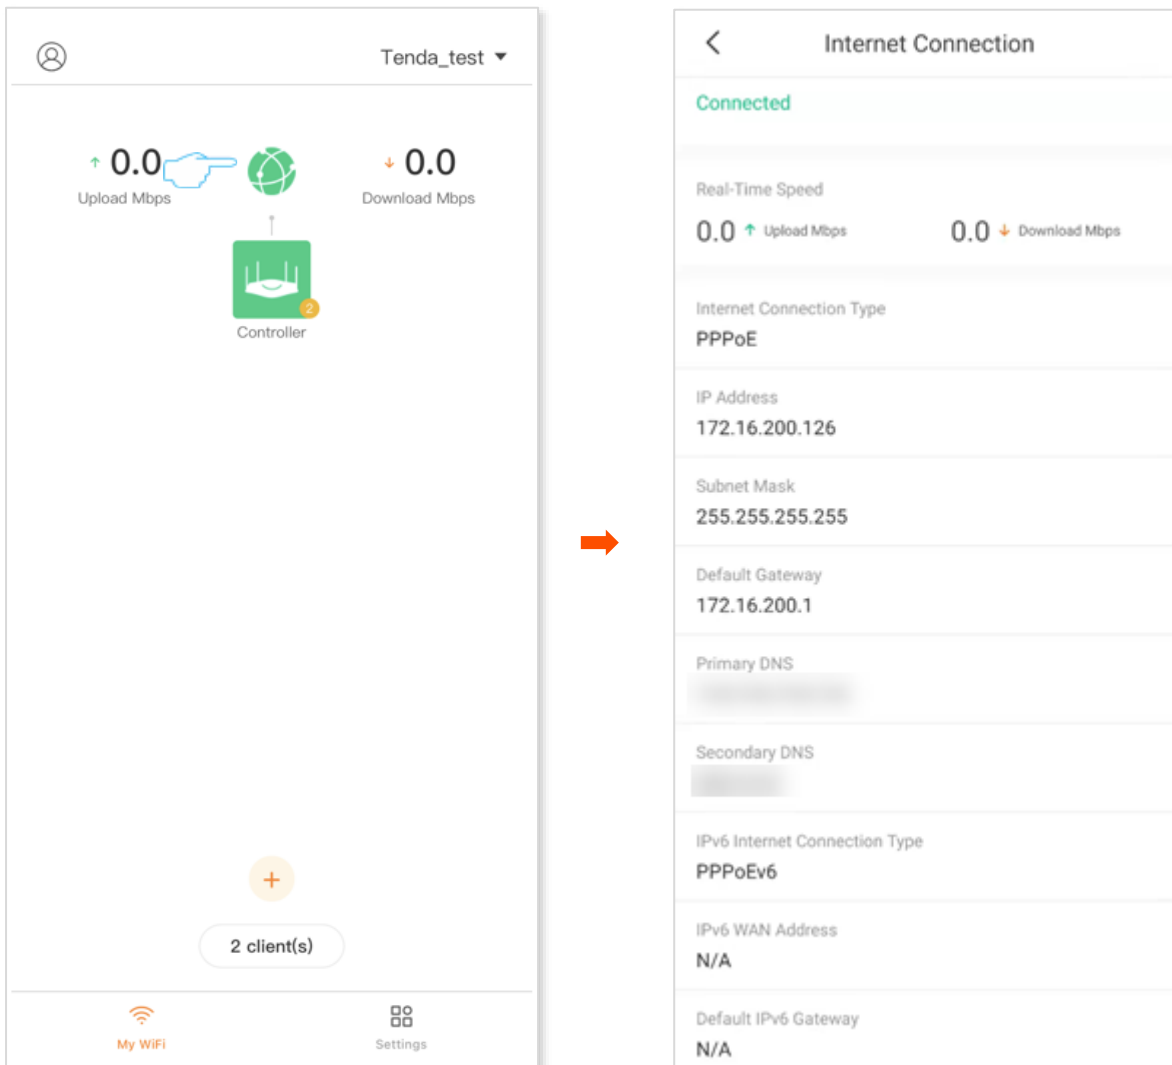 Tenda_test
0.0
0.0
Upload Mbps
Download Mbps
2
Controller
+
2 client(s)
My WiFi
Settings
Internet Connection
Connected
Real-Time Speed
0.0 ↑ Upload Mbps
0.0 ↓ Download Mbps
Internet Connection Type
PPPoE
IP Address
172.16.200.126
Subnet Mask
255.255.255.255
Default Gateway
172.16.200.1
Primary DNS
Secondary DNS
IPv6 Internet Connection Type
PPPoEv6
IPv6 WAN Address
N/A
Default IPv6 Gateway
N/A